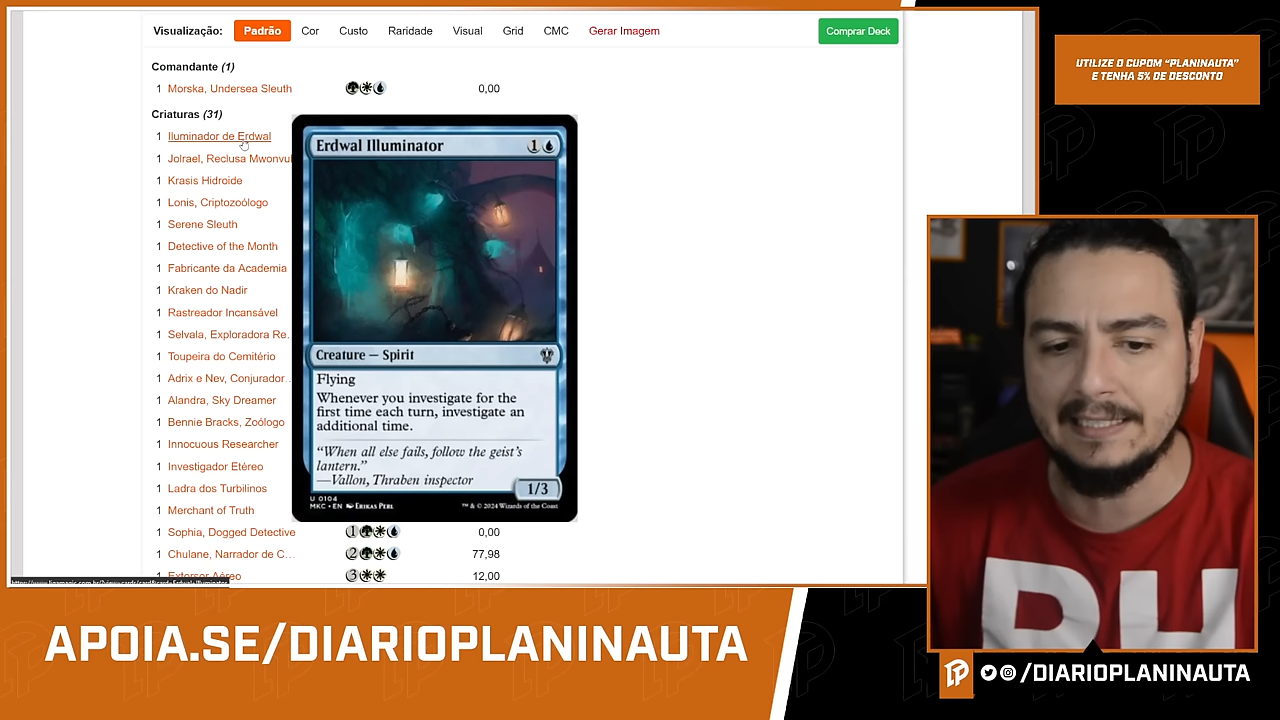 Visualização: Padrão Cor Custo Raridade Visual Grid CMC Gerar Imagem Comprar Deck
Comandante (1)
1 Morska, Undersea Sleuth 0,00
Criaturas (31)
1 Iluminador de Erdwal
1 Jolrael, Reclusa Mwonvul
1 Krasis Hidroide
1 Lonis, Criptozoólogo
1 Serene Sleuth
1 Detective of the Month
1 Fabricante da Academia
1 Kraken do Nadir
1 Rastreador Incansável
1 Selvala, Exploradora Re...
1 Toupeira do Cemitério
1 Adrix e Nev, Conjurador...
1 Alandra, Sky Dreamer
1 Bennie Bracks, Zoólogo
1 Innocuous Researcher
1 Investigador Etéreo
1 Ladra dos Turbilinos
1 Merchant of Truth
1 Sophia, Dogged Detective 1 0,00
1 Chulane, Narrador de C... 2 77,98
1 Extersor Aéreo 3 12,00
Erdwal Illuminator 1
Creature — Spirit
Flying
Whenever you investigate for the
first time each turn, investigate an
additional time.
“When all else fails, follow the geist’s
lantern.”
—Vallon, Thraben inspector
1/3
U 0104
MKC • EN ERIKAS PERL
™ & © 2024 Wizards of the Coast
UTILIZE O CUPOM “PLANINAUTA”
E TENHA 5% DE DESCONTO
APOIA.SE/DIARIOPLANINAUTA
/DIARIOPLANINAUTA